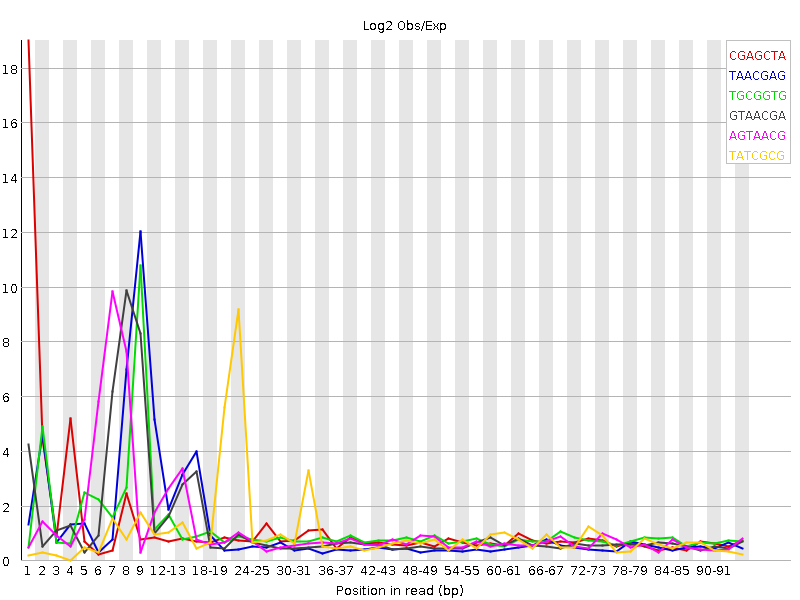 Log2 Obs/Exp
CGAGCTA
TAACGAG
TGCGGTG
GTAACGA
AGTAACG
TATCGCG
18
16
14
12
10
8
6
4
2
0
1 2 3 4 5 6 7 8 9 12-13 18-19 24-25 30-31 36-37 42-43 48-49 54-55 60-61 66-67 72-73 78-79 84-85 90-91
Position in read (bp)